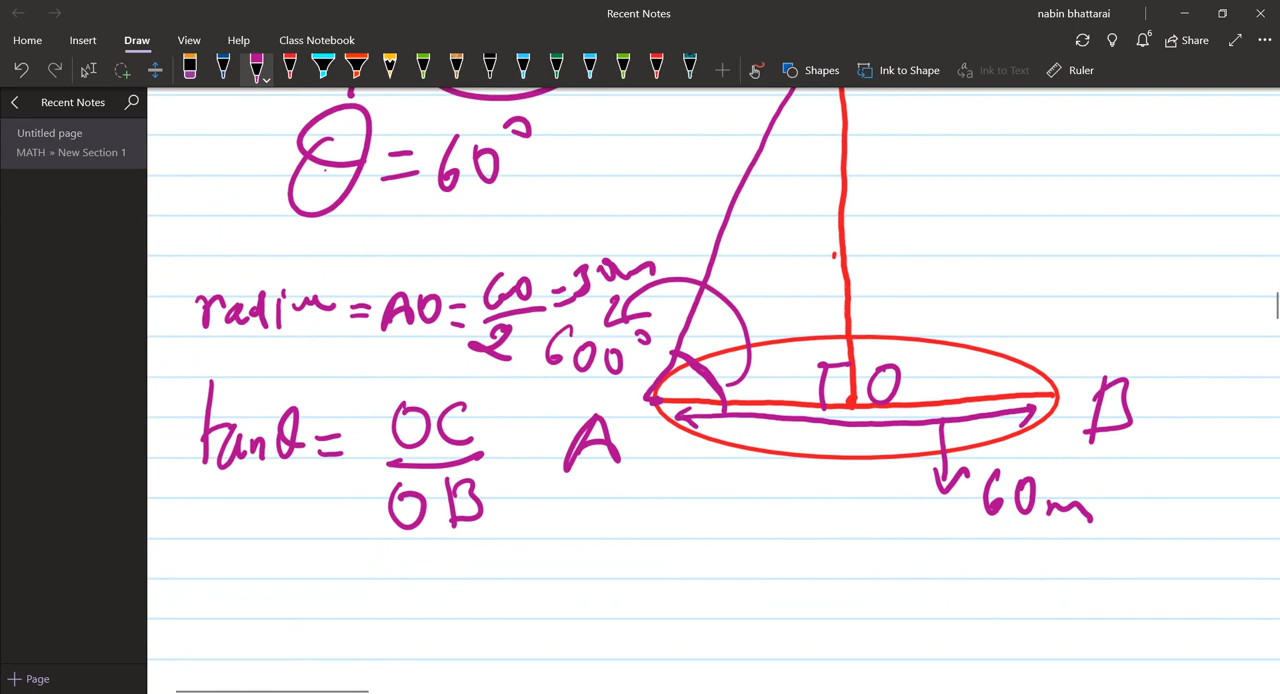 Recent Notes
nabin bhattarai
Home Insert Draw View Help Class Notebook
6 Share
Shapes Ink to Shape Ink to Text Ruler
Recent Notes
Untitled page
MATH » New Section 1
θ = 60°
radius = AO = 60/2 = 30m
600°
tanθ = OC/OB
A
O
B
60m
+ Page